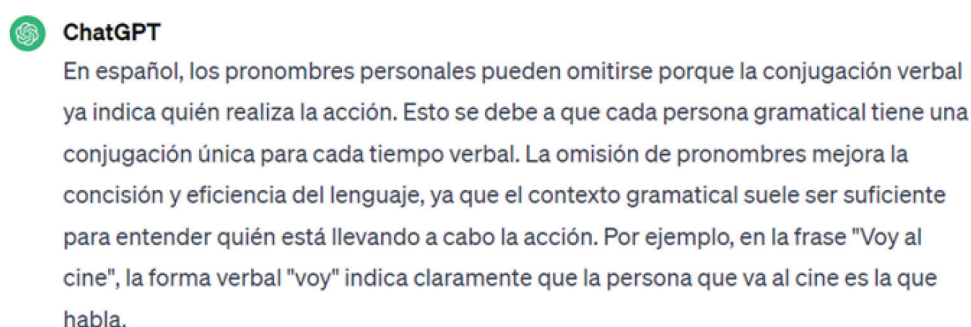 ChatGPT
En español, los pronombres personales pueden omitirse porque la conjugación verbal
ya indica quién realiza la acción. Esto se debe a que cada persona gramatical tiene una
conjugación única para cada tiempo verbal. La omisión de pronombres mejora la
concisión y eficiencia del lenguaje, ya que el contexto gramatical suele ser suficiente
para entender quién está llevando a cabo la acción. Por ejemplo, en la frase "Voy al
cine", la forma verbal "voy" indica claramente que la persona que va al cine es la que
habla.